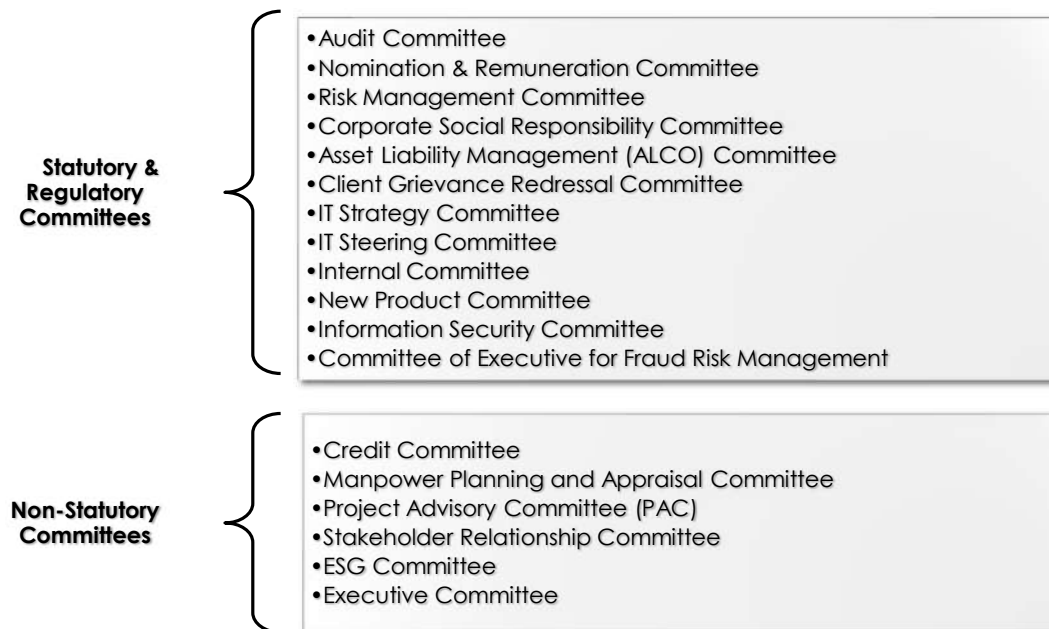 Statutory &
Regulatory
Committees
•Audit Committee
•Nomination & Remuneration Committee
•Risk Management Committee
•Corporate Social Responsibility Committee
•Asset Liability Management (ALCO) Committee
•Client Grievance Redressal Committee
•IT Strategy Committee
•IT Steering Committee
•Internal Committee
•New Product Committee
•Information Security Committee
•Committee of Executive for Fraud Risk Management
Non-Statutory
Committees
•Credit Committee
•Manpower Planning and Appraisal Committee
•Project Advisory Committee (PAC)
•Stakeholder Relationship Committee
•ESG Committee
•Executive Committee